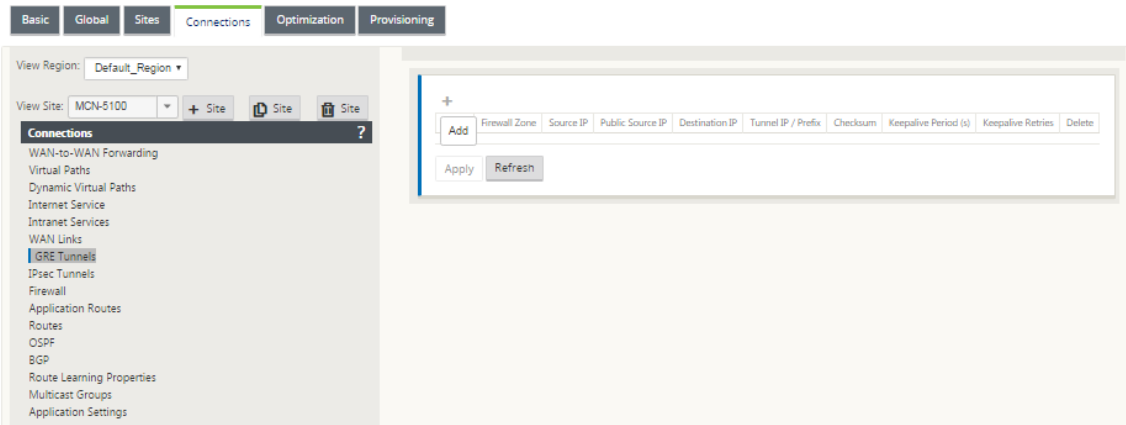 Basic Global Sites Connections Optimization Provisioning
View Region: Default_Region
View Site: MCN-5100 + Site Site Site
Connections ?
WAN-to-WAN Forwarding
Virtual Paths
Dynamic Virtual Paths
Internet Service
Intranet Services
WAN Links
GRE Tunnels
IPsec Tunnels
Firewall
Application Routes
Routes
OSPF
BGP
Route Learning Properties
Multicast Groups
Application Settings
+
Add Firewall Zone Source IP Public Source IP Destination IP Tunnel IP / Prefix Checksum Keepalive Period (s) Keepalive Retries Delete
Apply Refresh